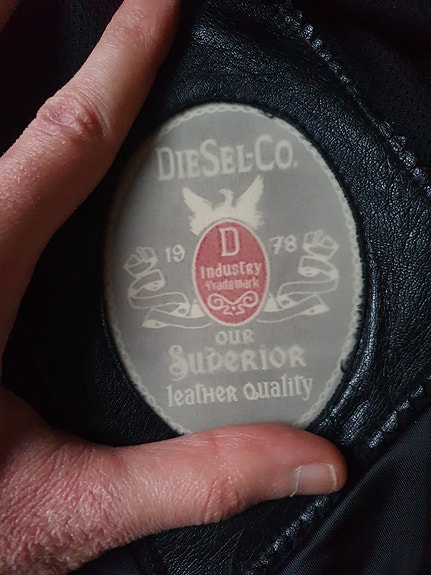 DIESEL-CO.
19 D 78
Industry
Trademark
OUR
SUPERIOR
leather Quality